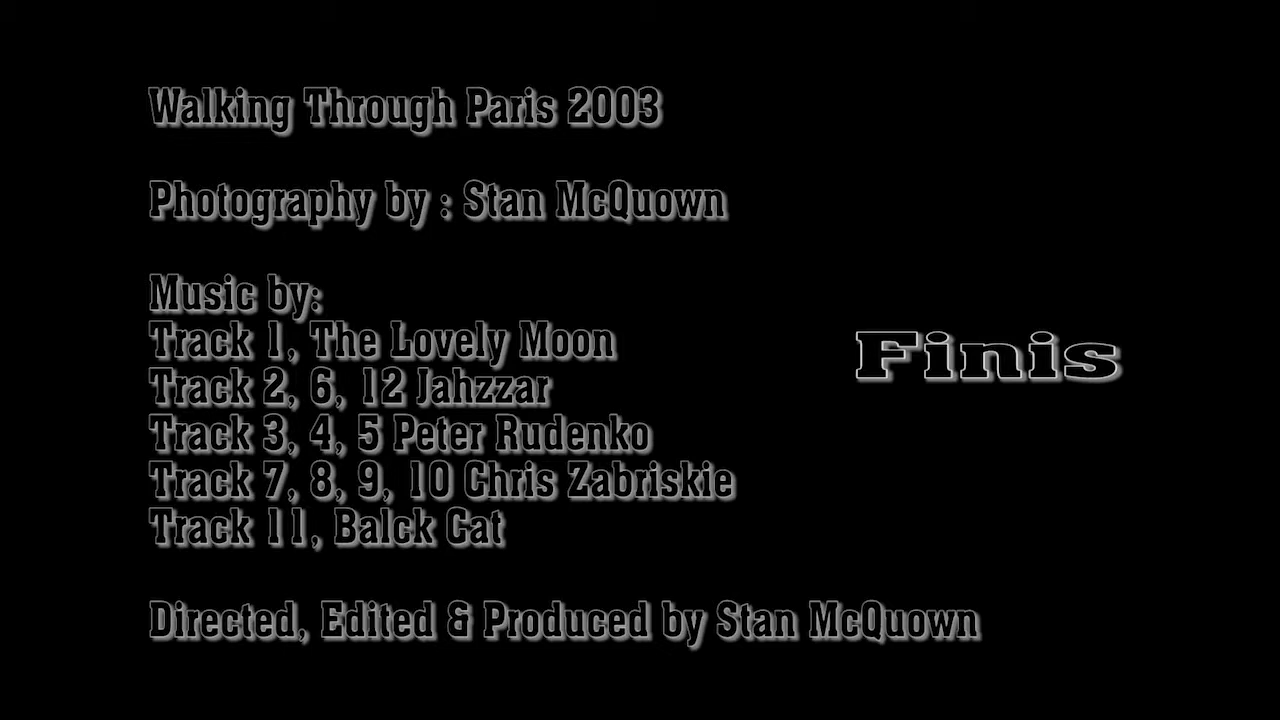 Walking Through Paris 2003
Photography by : Stan McQuown
Music by:
Track 1, The Lovely Moon
Track 2, 6, 12 Jahzzar
Track 3, 4, 5 Peter Rudenko
Track 7, 8, 9, 10 Chris Zabriskie
Track 11, Balck Cat
Directed, Edited & Produced by Stan McQuown
Finis